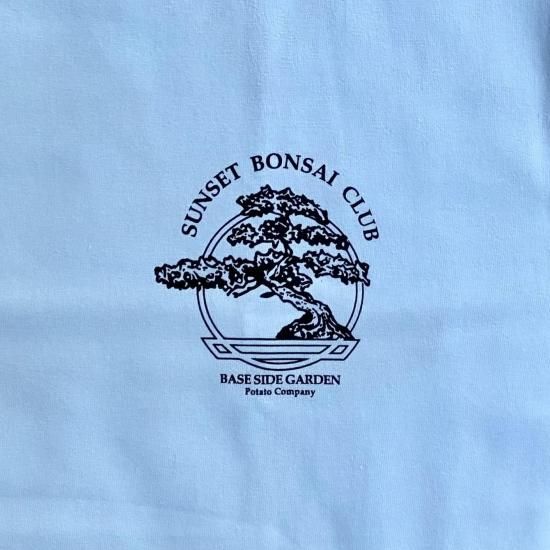 SUNSET BONSAI CLUB
BASE SIDE GARDEN
Potato Company